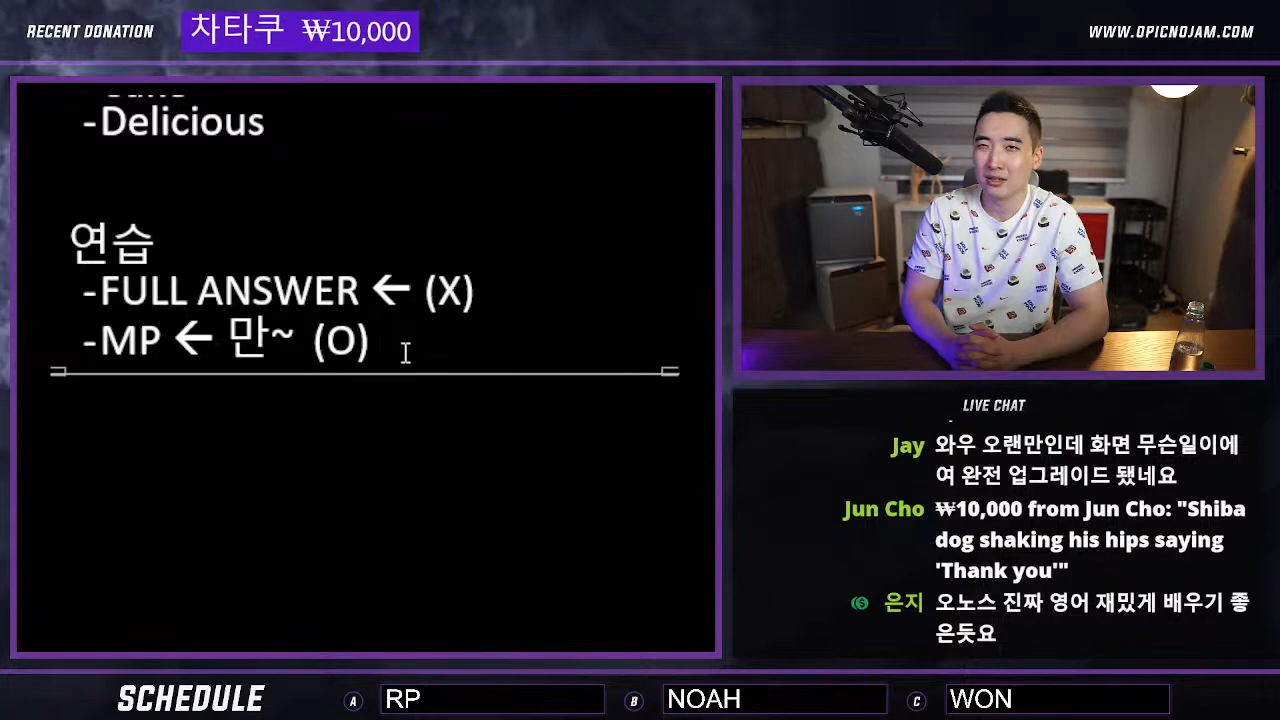 RECENT DONATION
차타쿠 ₩10,000
WWW.OPICNOJAM.COM
-Delicious
연습
-FULL ANSWER ← (X)
-MP ← 만~ (O)
LIVE CHAT
Jay 와우 오랜만인데 화면 무슨일이에
여 완전 업그레이드 됐네요
Jun Cho ₩10,000 from Jun Cho: "Shiba
dog shaking his hips saying
'Thank you'"
은지 오노스 진짜 영어 재밌게 배우기 좋
은듯요
SCHEDULE A RP B NOAH C WON